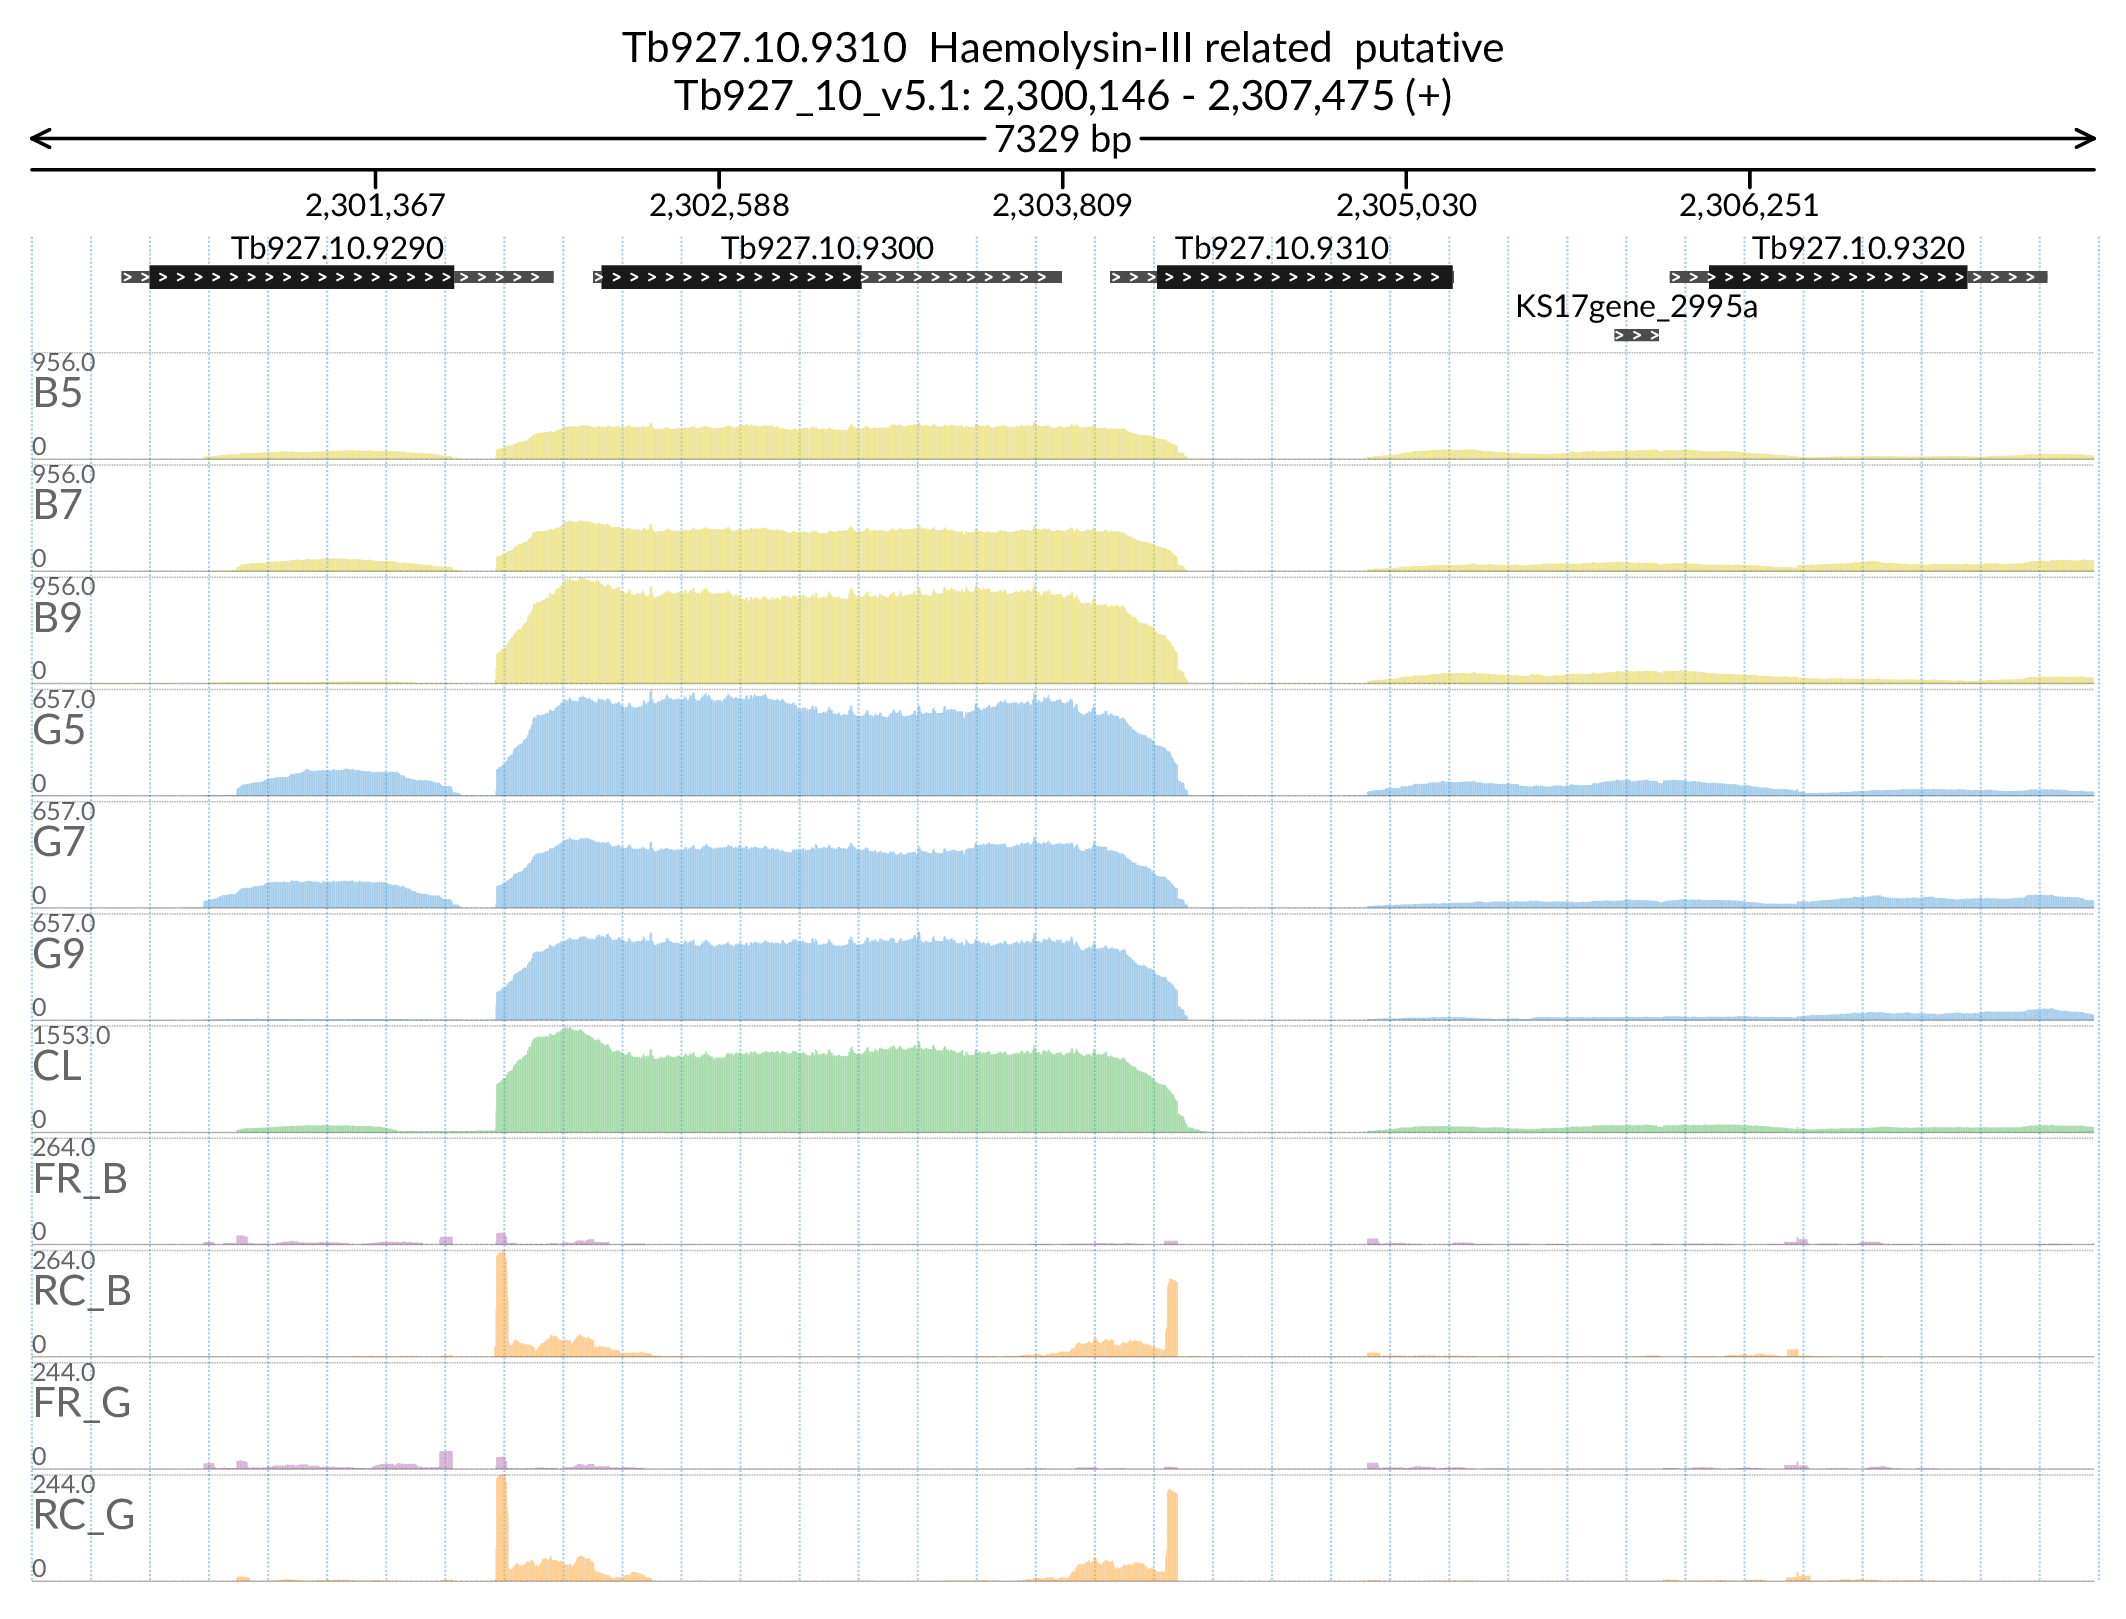 Tb927.10.9310 Haemolysin-III related putative
Tb927_10_v5.1: 2,300,146 - 2,307,475 (+)
7329 bp
2,301,367 2,302,588 2,303,809 2,305,030 2,306,251
Tb927.10.9290 Tb927.10.9300 Tb927.10.9310 Tb927.10.9320
KS17gene_2995a
956.0
B5
0
956.0
B7
0
956.0
B9
0
657.0
G5
0
657.0
G7
0
657.0
G9
0
1553.0
CL
0
264.0
FR_B
0
264.0
RC_B
0
244.0
FR_G
0
244.0
RC_G
0